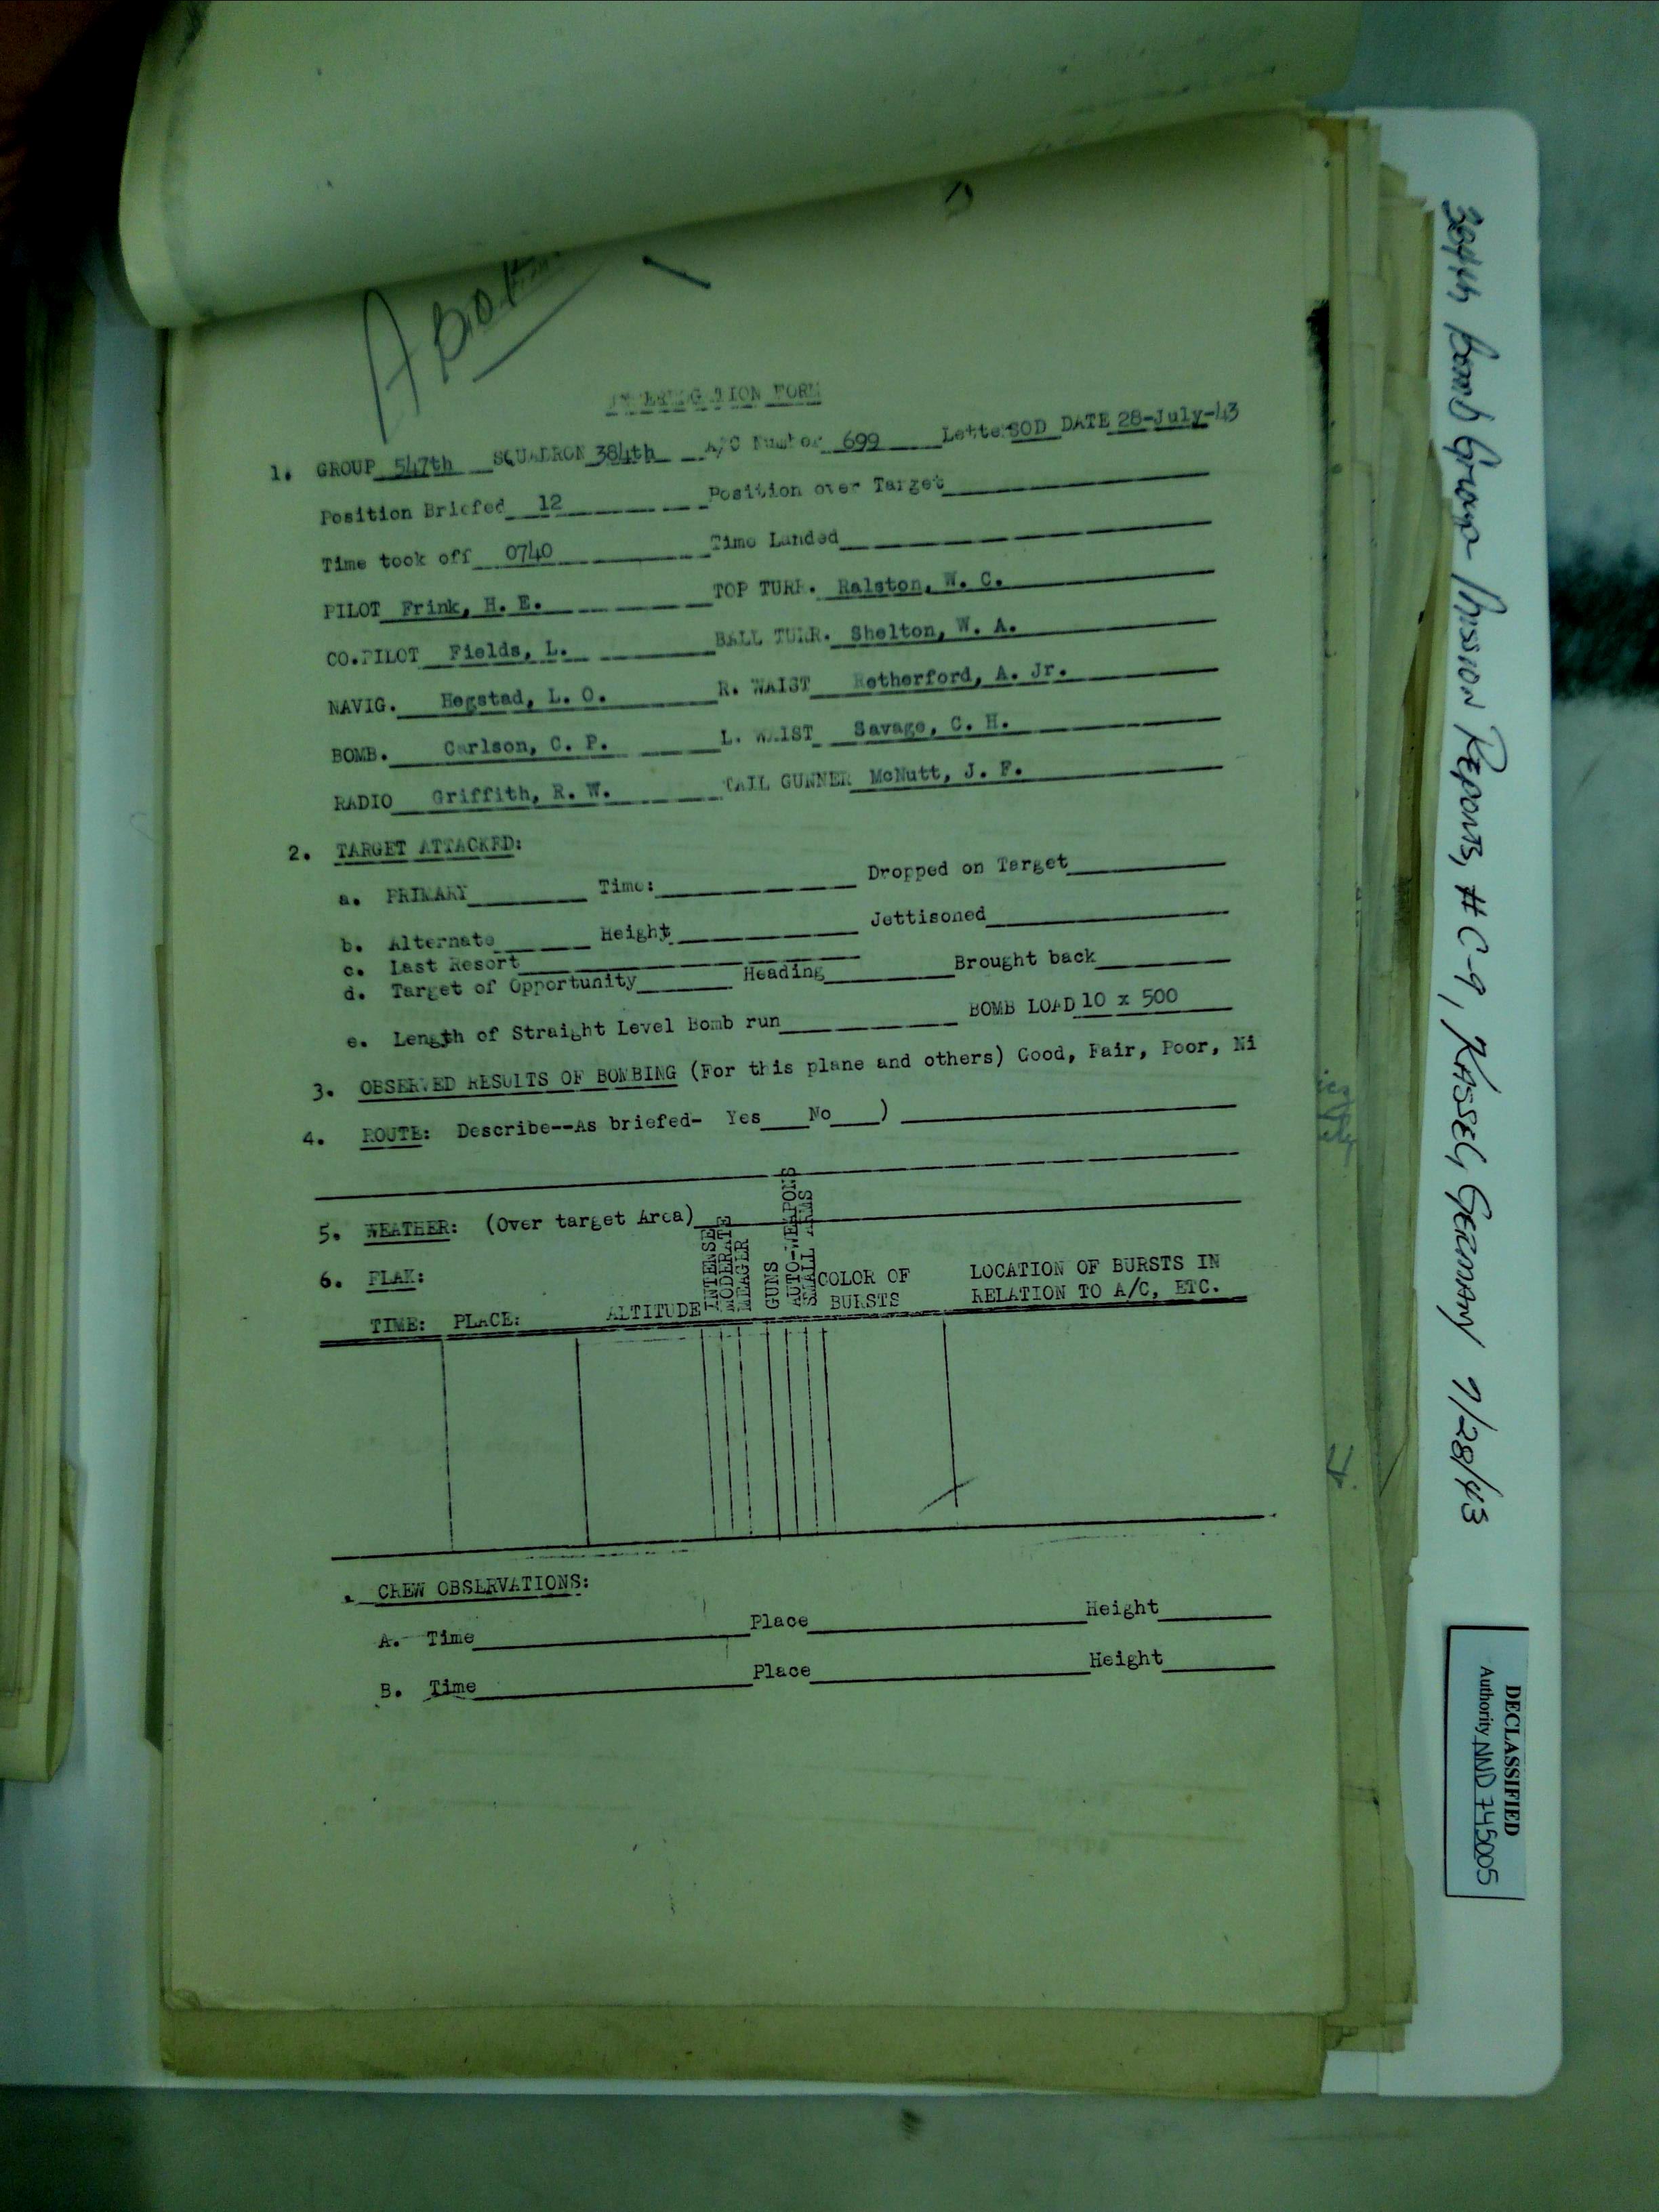 INTERROGATION FORM
1. GROUP 547th SQUADRON 384th A/C Number 699 Letter SOD DATE 28-July-43
Position Briefed 12 Position over Target
Time took off 0740 Time Landed
PILOT Frink, H. E. TOP TURR. Ralston, W. C.
CO.PILOT Fields, L. BALL TURR. Shelton, W. A.
NAVIG. Hegstad, L. O. R. WAIST Retherford, A. Jr.
BOMB. Carlson, C. P. L. WAIST Savage, C. H.
RADIO Griffith, R. W. TAIL GUNNER McNutt, J. F.
2. TARGET ATTACKED:
a. PRIMARY Time: Dropped on Target
b. Alternate Height Jettisoned
c. Last Resort
d. Target of Opportunity Heading Brought back
e. Length of Straight Level Bomb run BOMB LOAD 10 x 500
3. OBSERVED RESULTS OF BOMBING (For this plane and others) Good, Fair, Poor, Ni
4. ROUTE: Describe--As briefed- Yes No )
5. WEATHER: (Over target Area)
6. FLAK:
TIME: PLACE: ALTITUDE
INTENSE
MODERATE
MEAGER
GUNS
AUTO-WEAPONS
SMALL ARMS
COLOR OF
BURSTS
LOCATION OF BURSTS IN
RELATION TO A/C, ETC.
. CREW OBSERVATIONS:
A. Time Place Height
B. Time Place Height
384th Bomb Group Mission Reports, # C-9, Kassel, Germany 7/28/43
DECLASSIFIED
Authority NND 745005